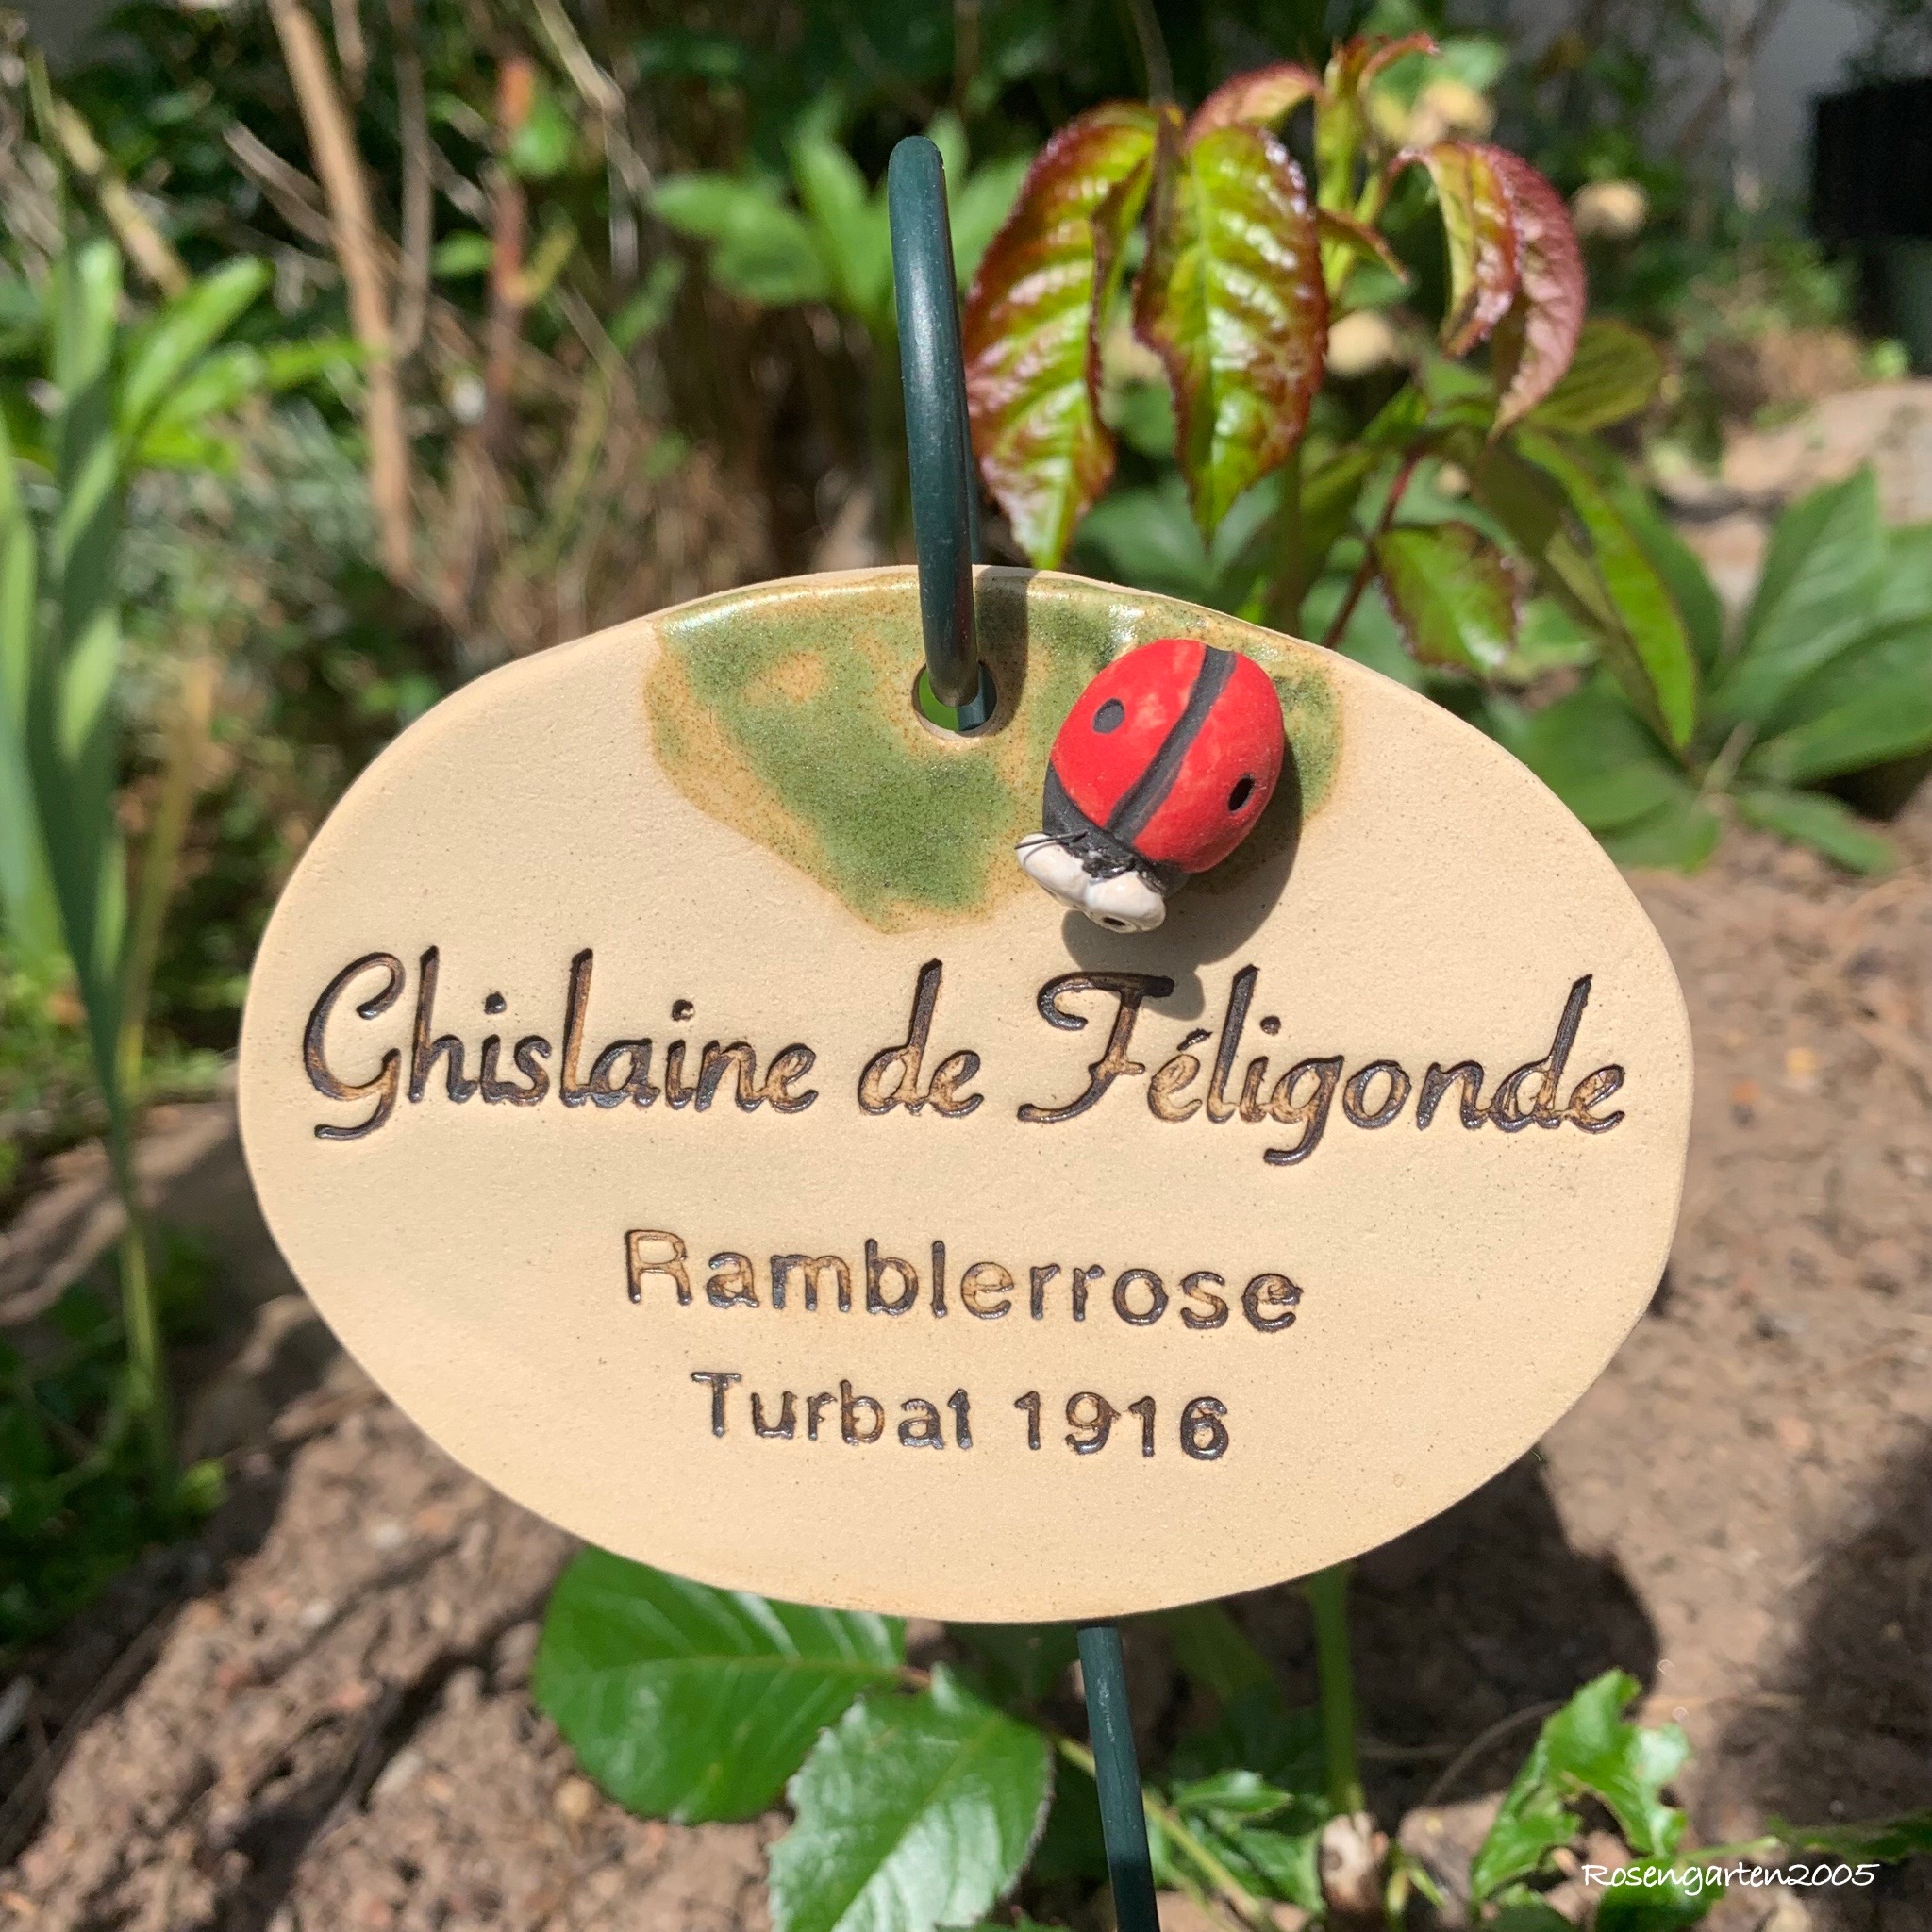 Ghislaine de Féligonde
Ramblerrose
Turbat 1916
Rosengarten2005